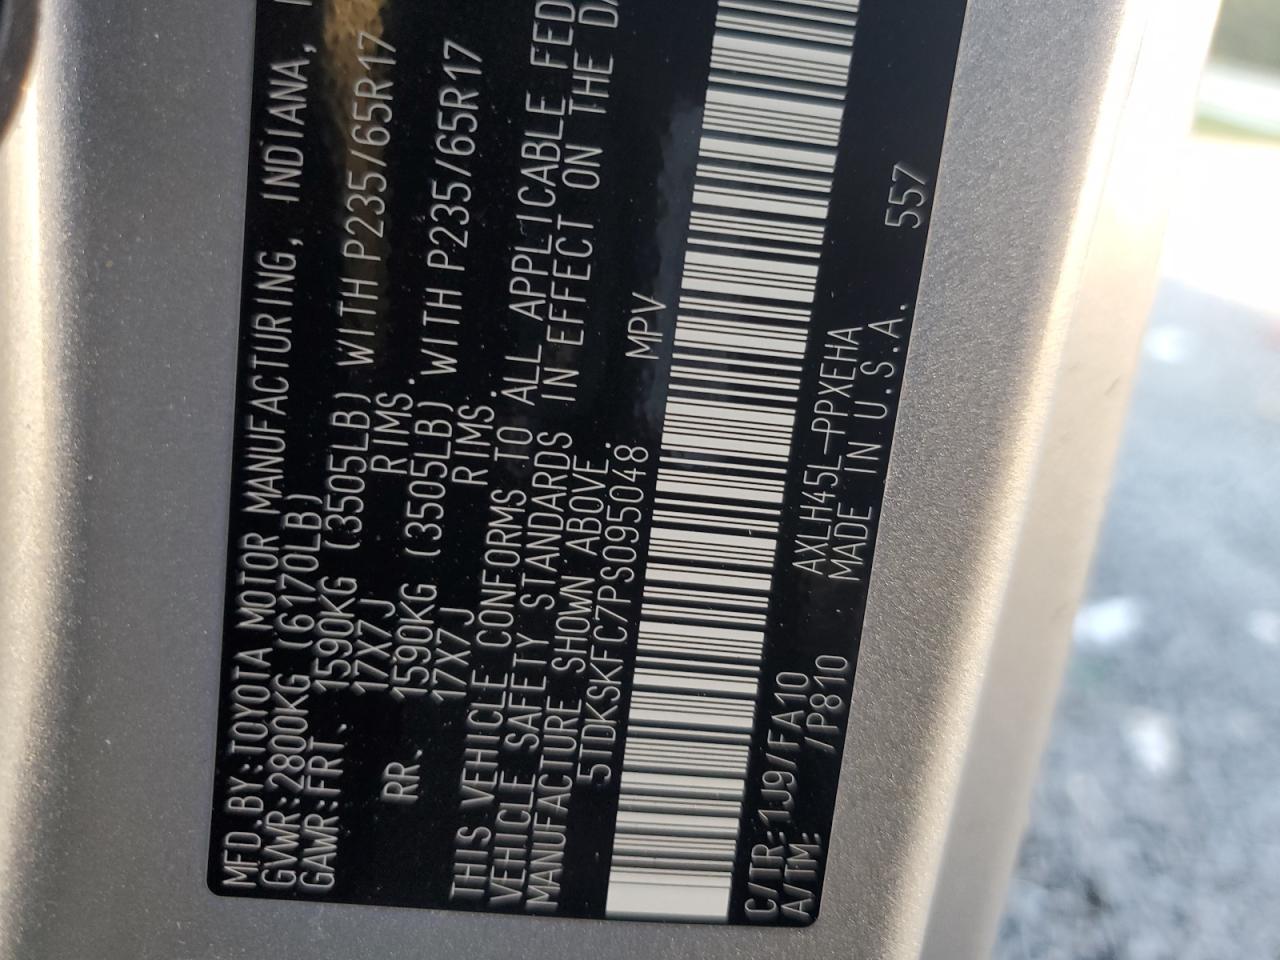 MFD.BY:TOYOTA MOTOR MANUFACTURING, INDIANA,
GVWR:2800KG (6170LB)
GAWR:FRT. 1590KG (3505LB) WITH P235/65R17
17X7J RIMS.
RR. 1590KG (3505LB) WITH P235/65R17
17X7J RIMS.
THIS VEHICLE CONFORMS TO ALL APPLICABLE FED
VEHICLE SAFETY STANDARDS IN EFFECT ON THE DA
MANUFACTURE SHOWN ABOVE.
5TDKSKFC7PS095048 MPV
C/TR:1J9/FA10 AXLH45L-PPXEHA
A/TM: /P810 MADE IN U.S.A. 557